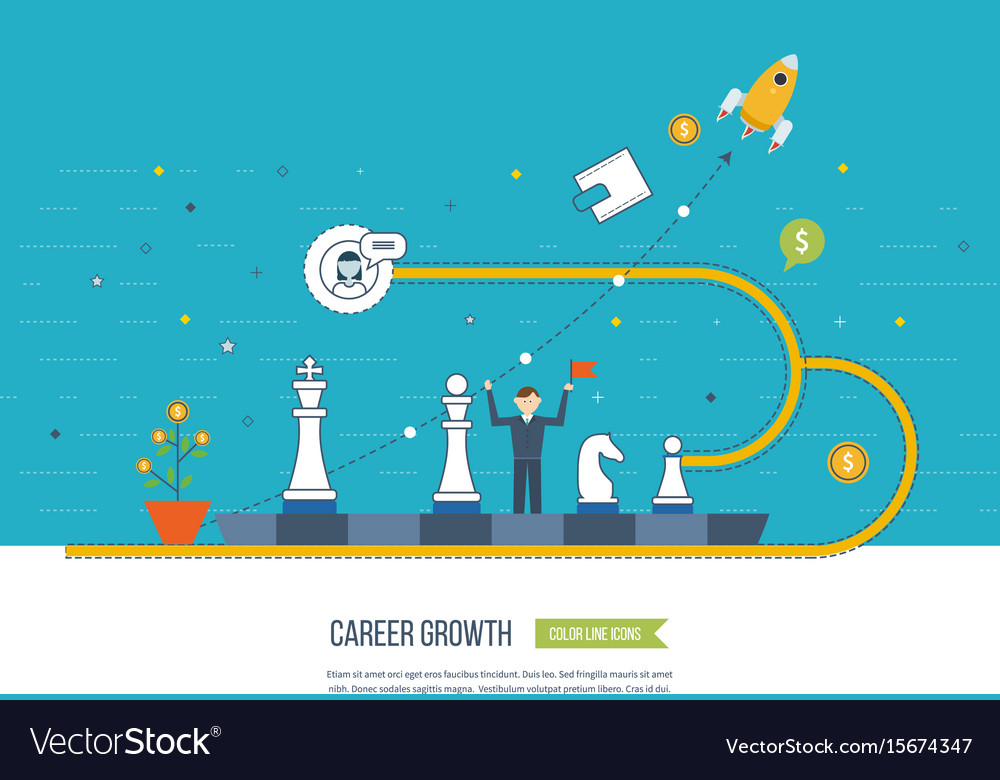 $
$
$
$
$
$
$
CAREER GROWTH
COLOR LINE ICONS
Etiam sit amet orci eget eros faucibus tincidunt. Duis leo. Sed fringilla mauris sit amet
nibh. Donec sodales sagittis magna.  Vestibulum volutpat pretium libero. Cras id dui.
VectorStock®
VectorStock.com/15674347